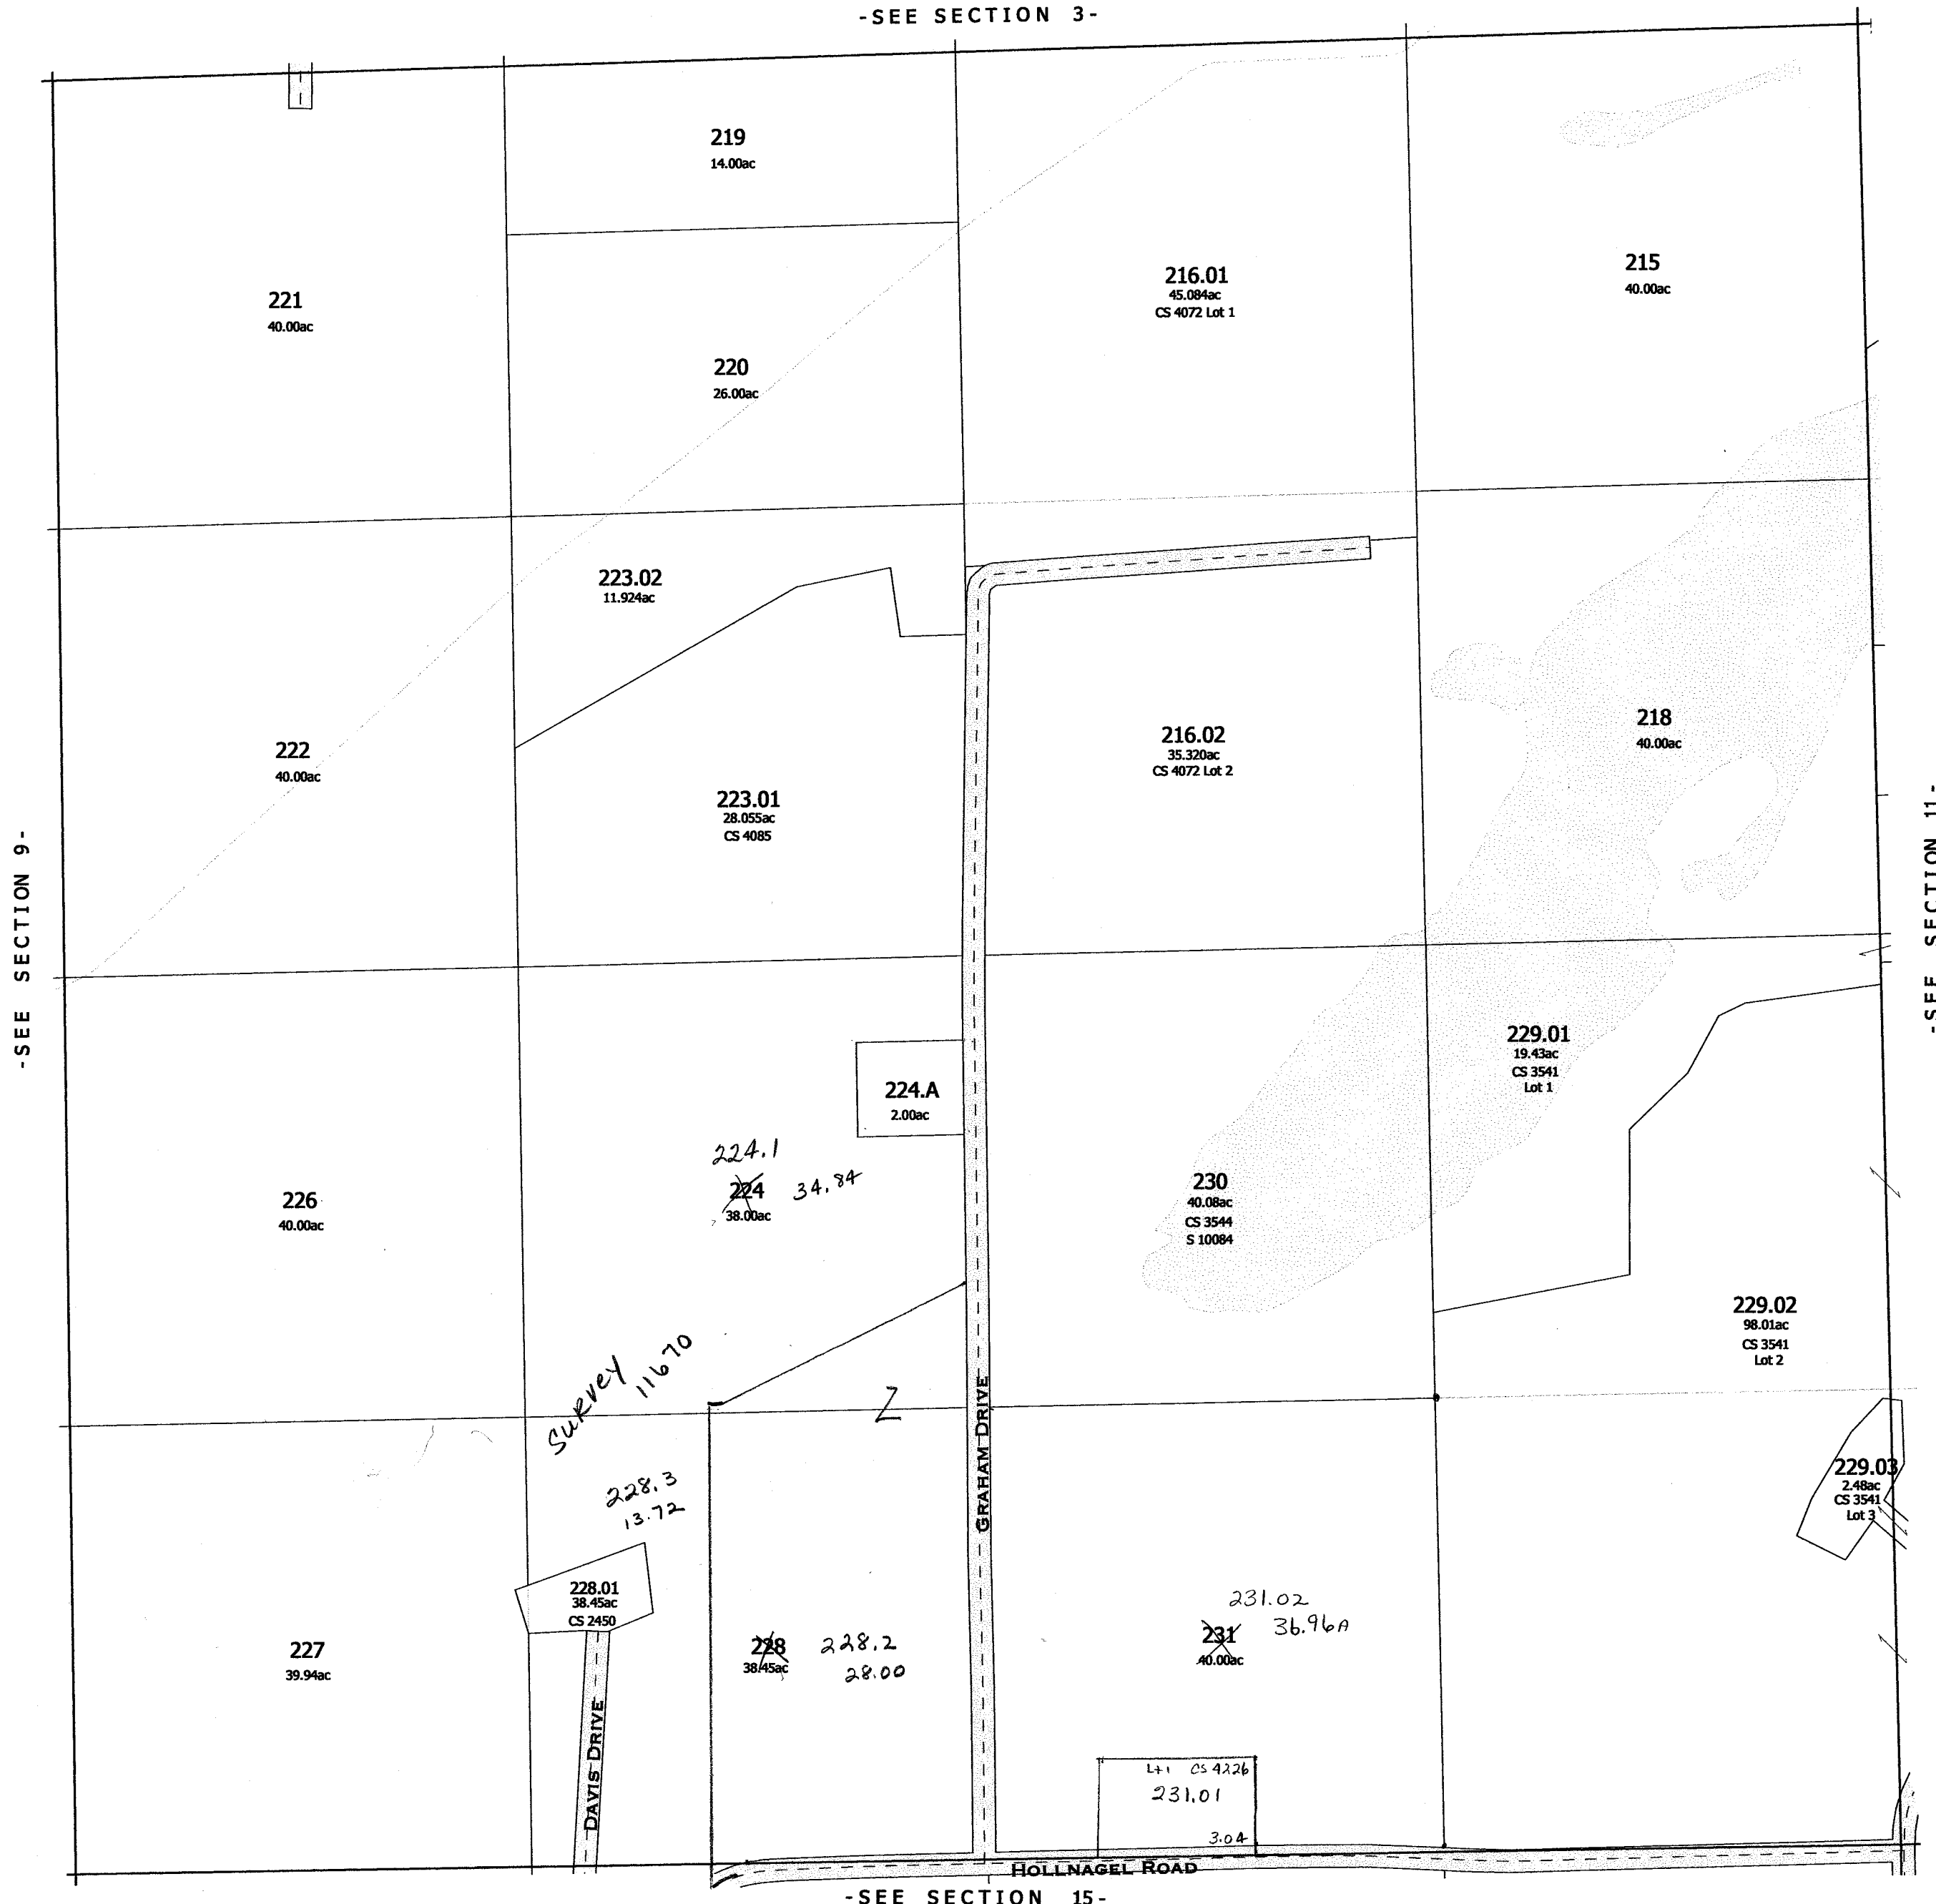 -SEE SECTION 3-
219
14.00ac
221
40.00ac
220
26.00ac
216.01
45.084ac
CS 4072 Lot 1
215
40.00ac
223.02
11.924ac
222
40.00ac
223.01
28.055ac
CS 4085
216.02
35.320ac
CS 4072 Lot 2
218
40.00ac
-SEE SECTION 9-
-SEE SECTION 11-
224.A
2.00ac
229.01
19.43ac
CS 3541
Lot 1
226
40.00ac
224.1
224
34.84
38.00ac
230
40.08ac
CS 3544
S 10084
229.02
98.01ac
CS 3541
Lot 2
SURVEY 11670
Z
GRAHAM DRIVE
228.3
13.72
228.01
38.45ac
CS 2450
229.03
2.48ac
CS 3541
Lot 3
227
39.94ac
DAVIS DRIVE
228
38.45ac
228.2
28.00
231.02
36.96A
231
40.00ac
Lt1 CS 4226
231.01
3.04
HOLLNAGEL ROAD
-SEE SECTION 15-